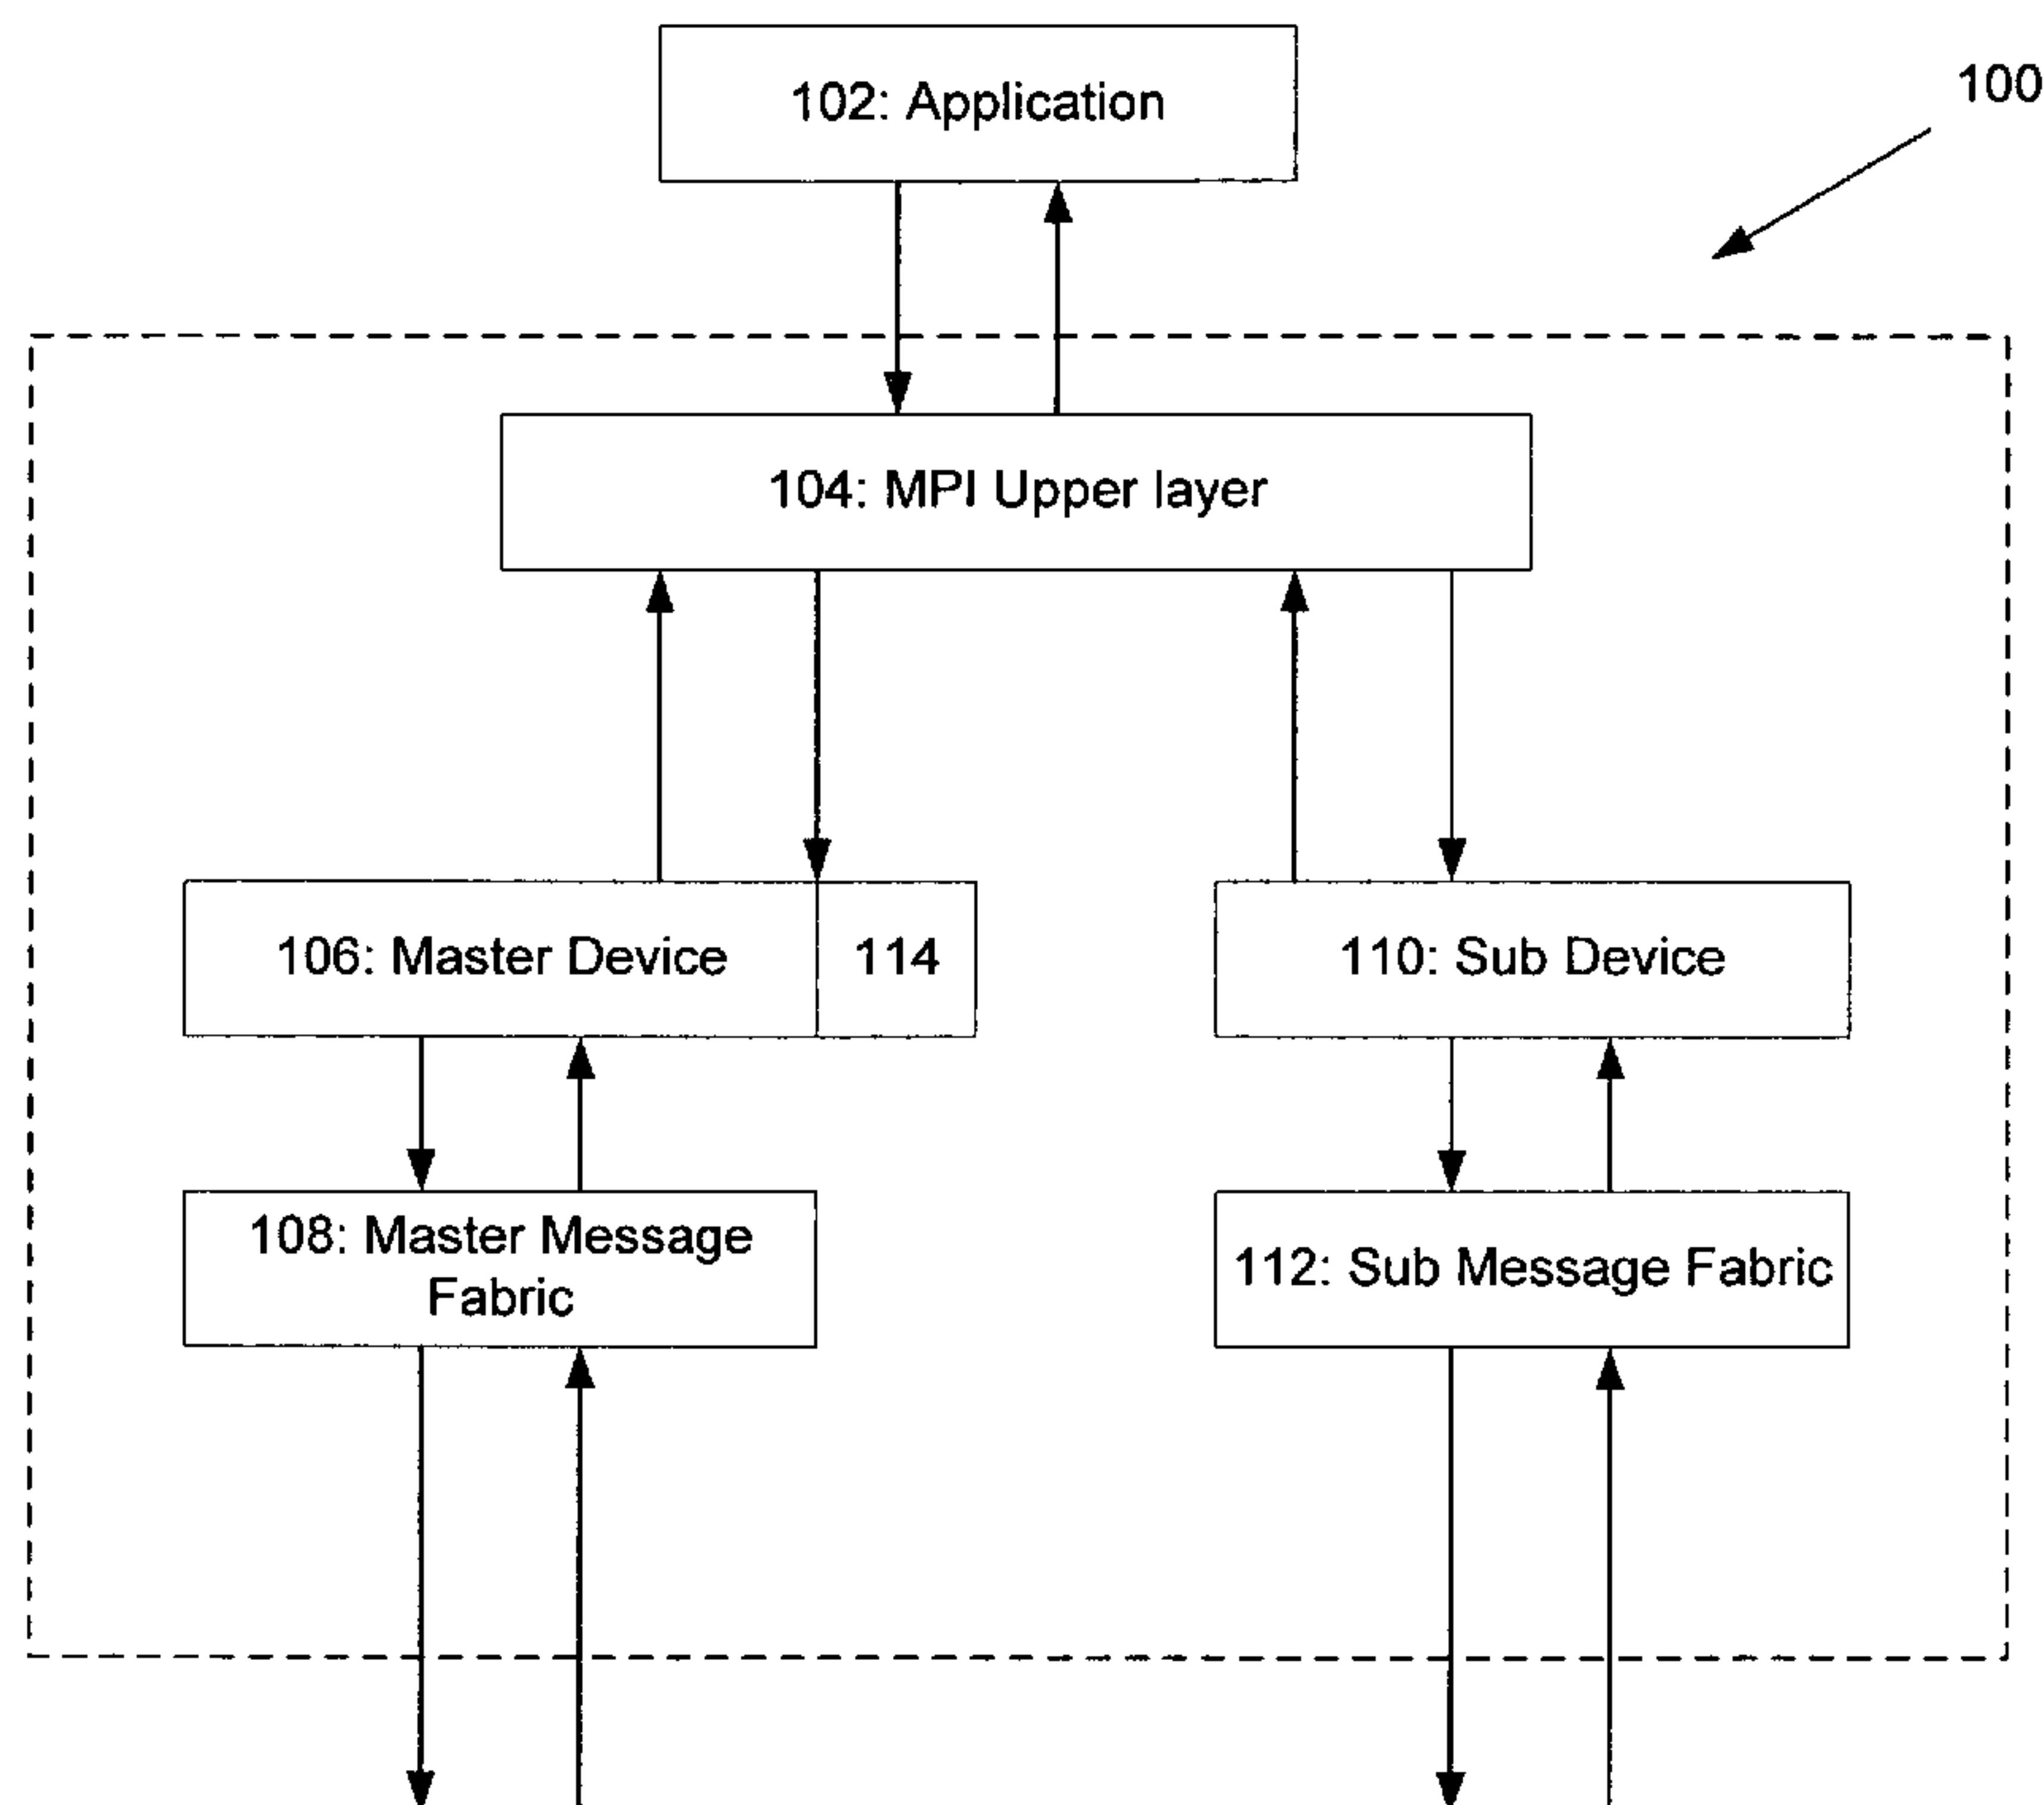 102: Application
100
104: MPI Upper layer
106: Master Device
114
110: Sub Device
108: Master Message
Fabric
112: Sub Message Fabric